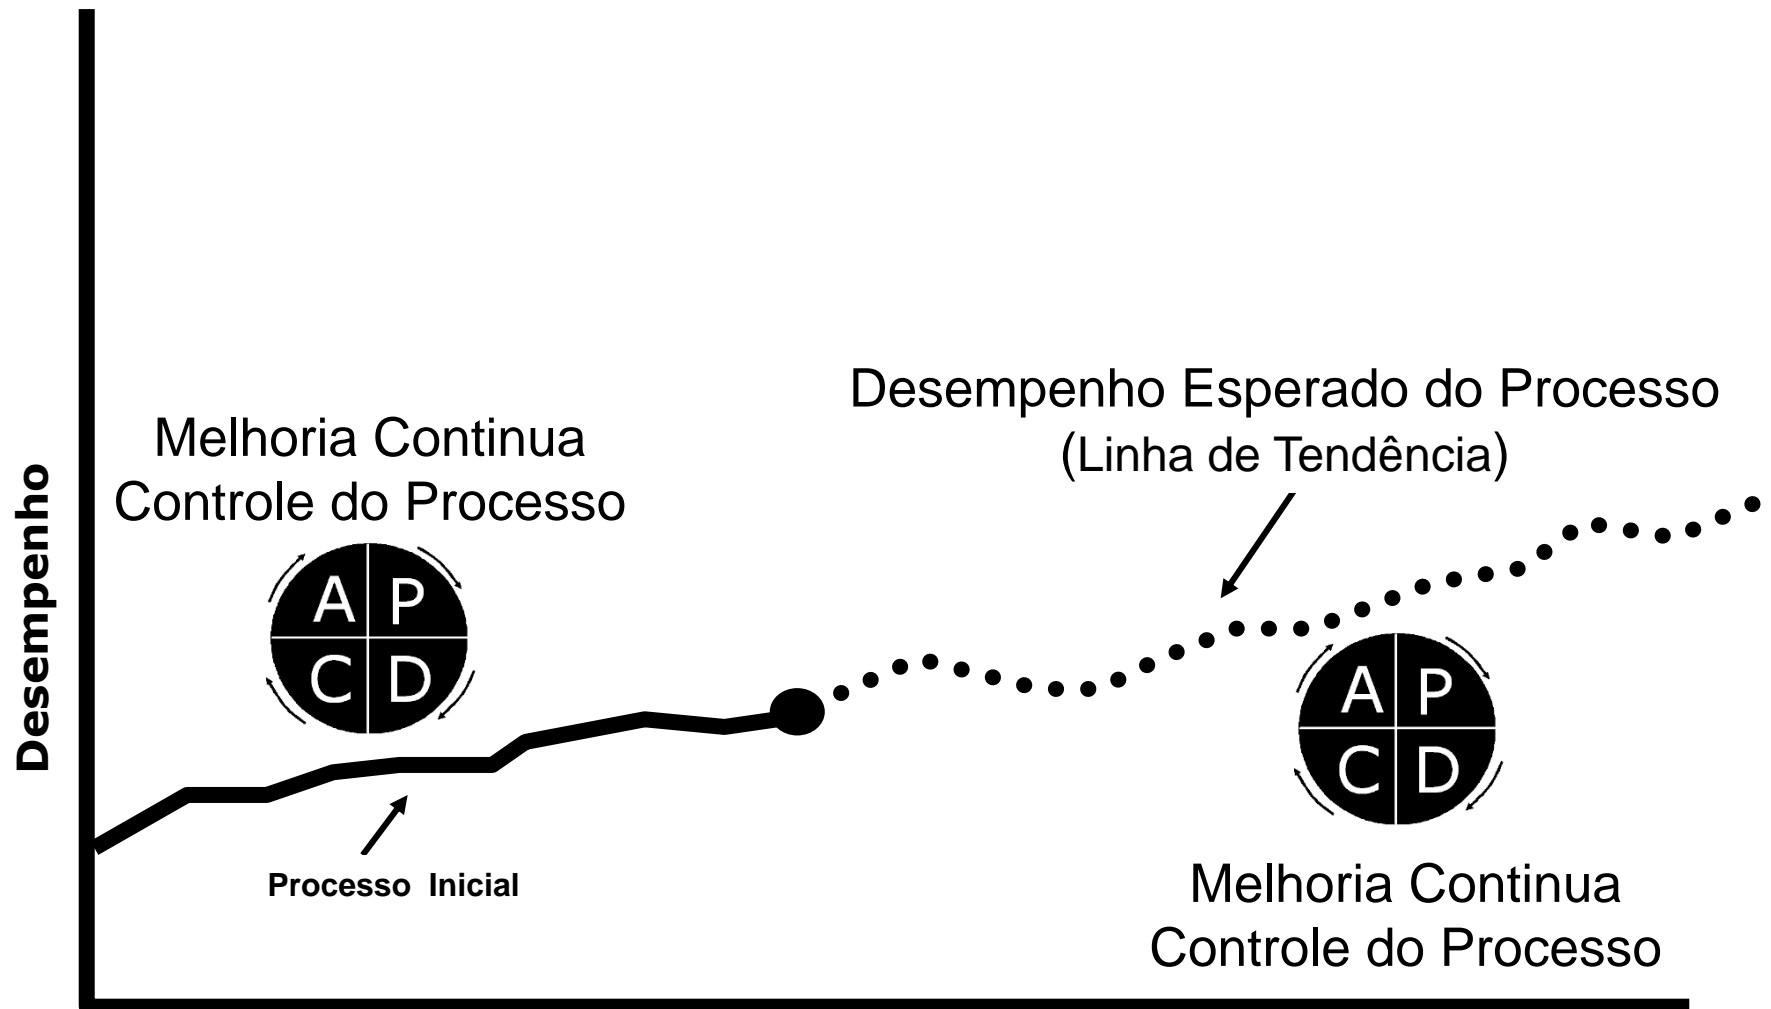 Desempenho Esperado do Processo
(Linha de Tendência)
Melhoria Continua
Controle do Processo
Desempenho
A P
C D
A P
C D
Processo Inicial
Melhoria Continua
Controle do Processo